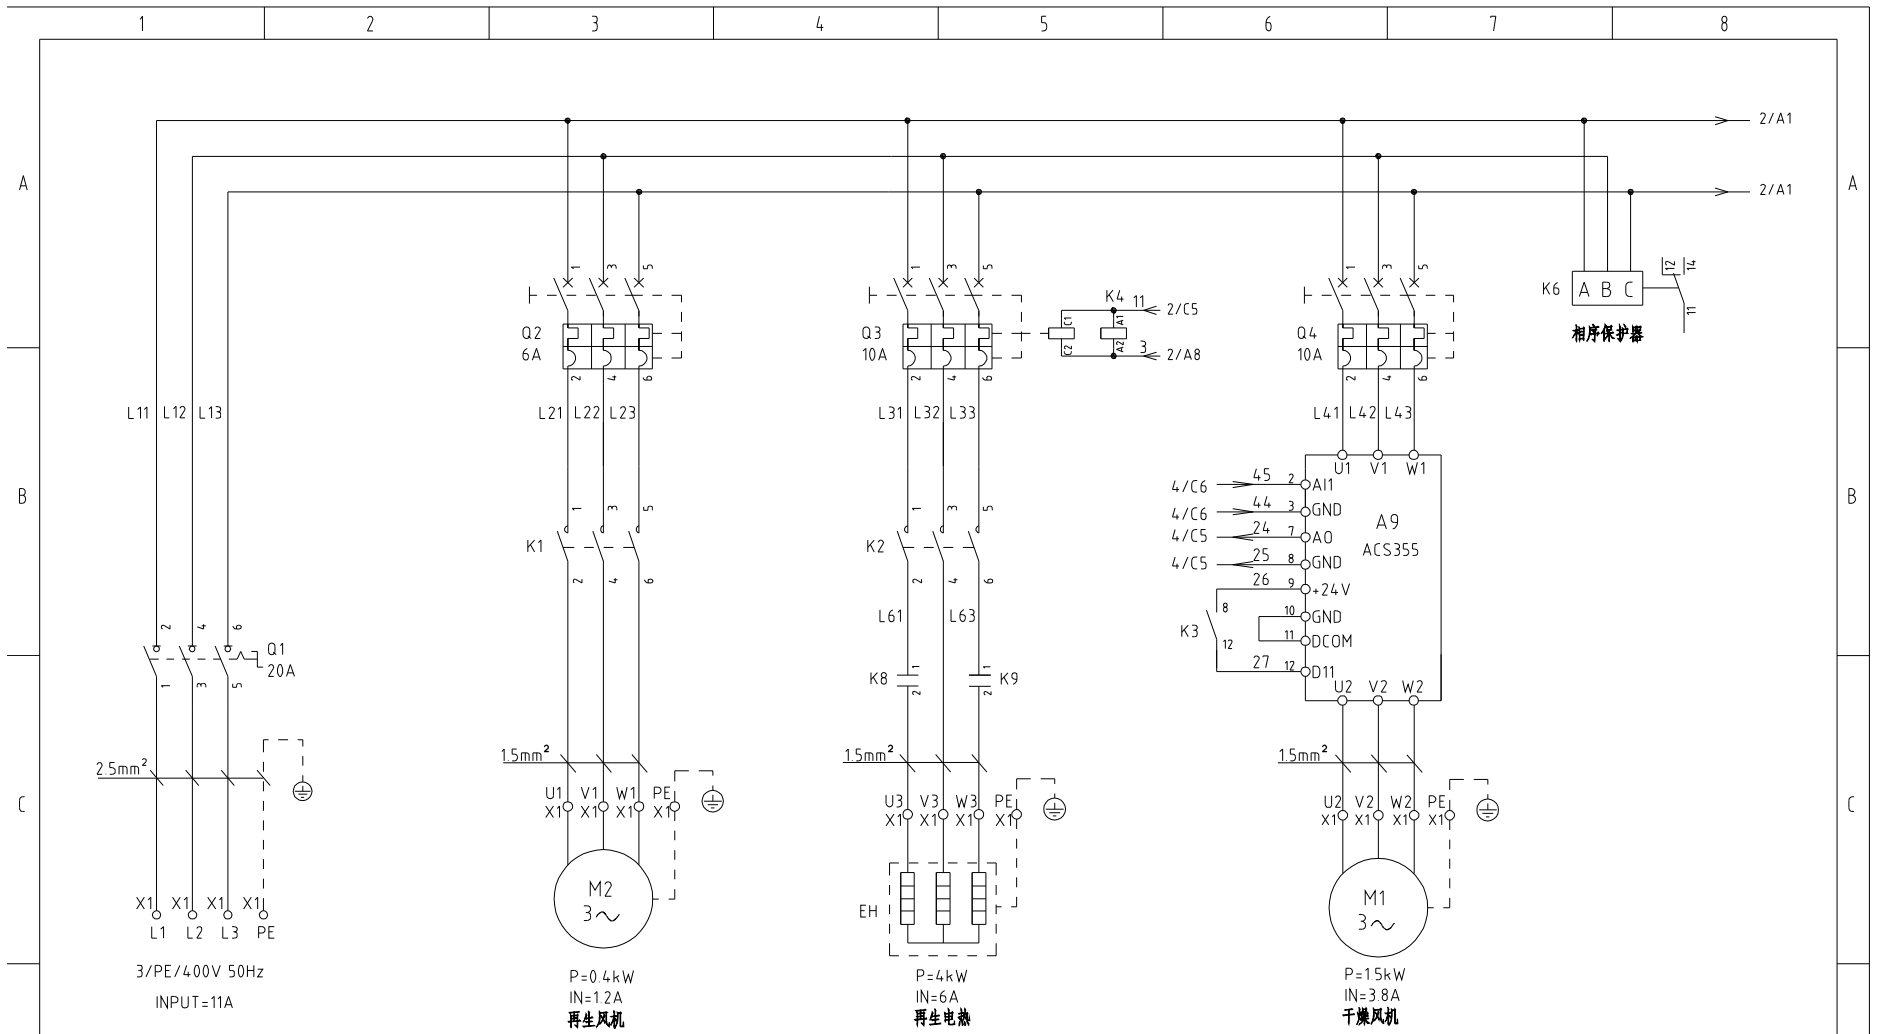 1 2 3 4 5 6 7 8
2/A1
A A
2/A1
1 3 5 1 3 5 1 3 5 12 14
K4 11 2/C5
K6 A B C
C1 A1 11
Q2 Q3 Q4
相序保护器
6A 10A 10A
C2 A2 3 2/A8
2 4 6 2 4 6 2 4 6
L11 L12 L13 L21 L22 L23 L31 L32 L33 L41 L42 L43
U1 V1 W1
4/C6 45 2 AI1
B B
4/C6 44 3 GND
1 3 5 1 3 5
A9
4/C5 24 7 AO
K1 K2
ACS355
4/C5 25 8 GND
2 4 6 2 4 6
26 9 +24V
8
L61 L63
10 GND
2 4 6
K3
12
11 DCOM
Q1
20A
27 12 D11
1 3 5
K8 1 2 1 2 K9
U2 V2 W2
1.5mm² 1.5mm² 1.5mm²
2.5mm²
U1 V1 W1 PE U3 V3 W3 PE U2 V2 W2 PE
C C
X1 X1 X1 X1 X1 X1 X1 X1 X1 X1 X1 X1
M2 M1
3~ 3~
X1 X1 X1 X1
EH
L1 L2 L3 PE
3/PE/400V 50Hz
INPUT=11A
P=0.4kW
IN=1.2A
再生风机
P=4kW
IN=6A
再生电热
P=1.5kW
IN=3.8A
干燥风机